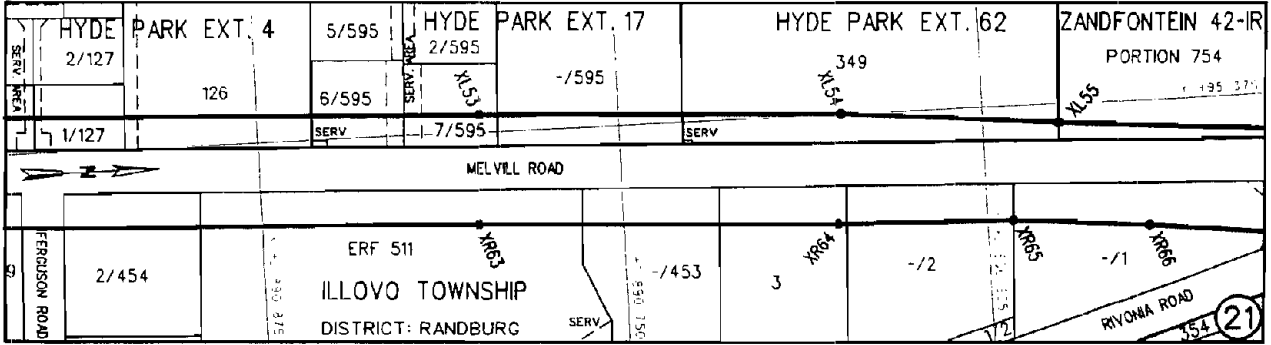 HYDE PARK EXT. 4
HYDE PARK EXT. 17
HYDE PARK EXT. 62
ZANDFONTEIN 42-IR
PORTION 754
SERV. AREA
2/127
126
1/127
5/595
6/595
SERV
SERV. AREA
2/595
-/595
7/595
XL53
349
XL54
XL55
SERV
MELVILL ROAD
Z
FERGUSON ROAD
2/454
ERF 511
ILLOVO TOWNSHIP
DISTRICT: RANDBURG
SERV.
XR63
-/453
3
XR64
-/2
XR65
-/1
XR66
1/2
RIVONIA ROAD
354
21